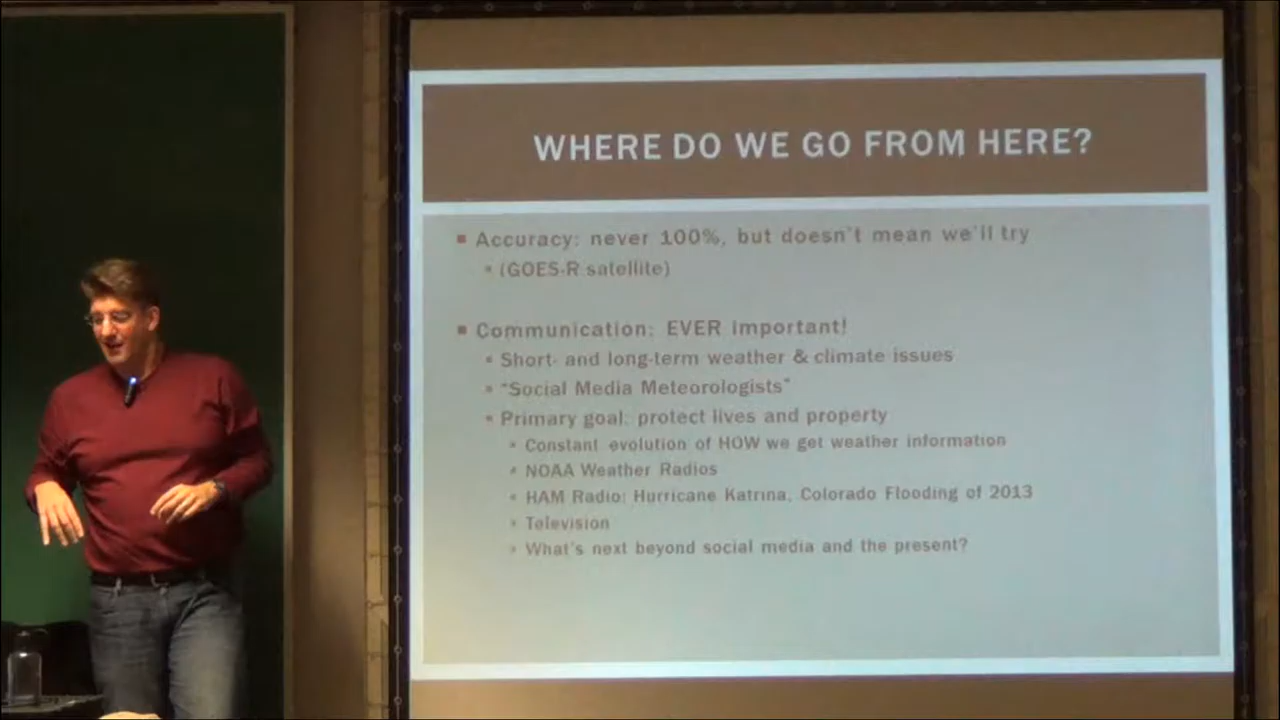 WHERE DO WE GO FROM HERE?
Accuracy: never 100%, but doesn't mean we'll try
(GOES-R satellite)
Communication: EVER important!
Short- and long-term weather & climate issues
"Social Media Meteorologists"
Primary goal: protect lives and property
Constant evolution of HOW we get weather information
NOAA Weather Radios
HAM Radio: Hurricane Katrina, Colorado Flooding of 2013
Television
What's next beyond social media and the present?